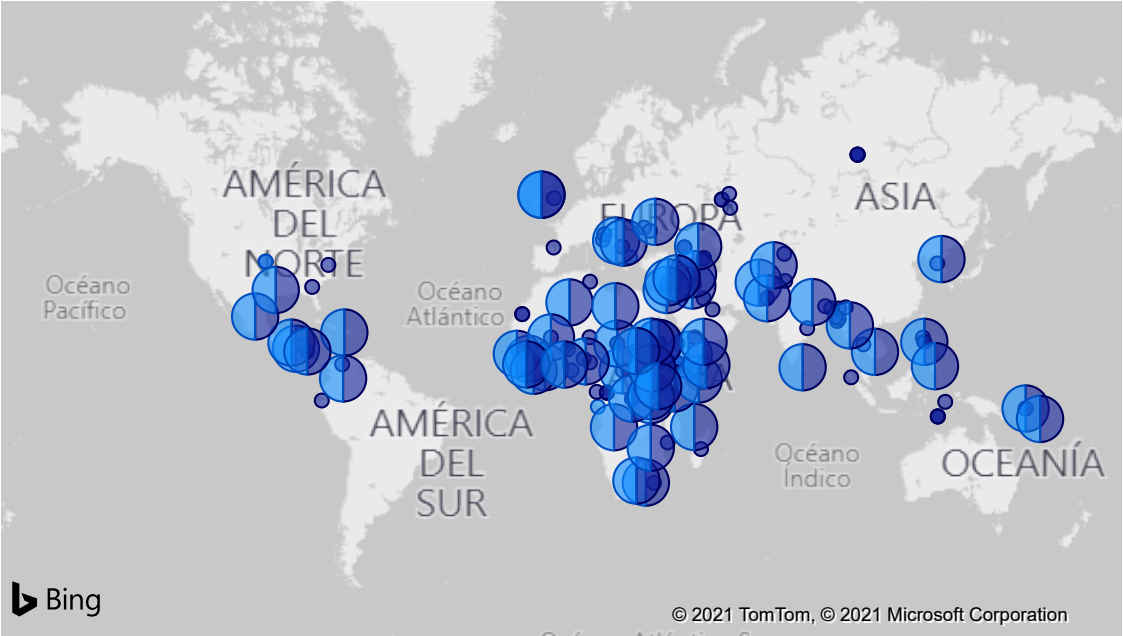 AMÉRICA
DEL
NORTE
EUROPA
ASIA
Océano
Pacífico
Océano
Atlántico
AMÉRICA
DEL
SUR
Océano
Índico
OCEANÍA
Bing
© 2021 TomTom, © 2021 Microsoft Corporation